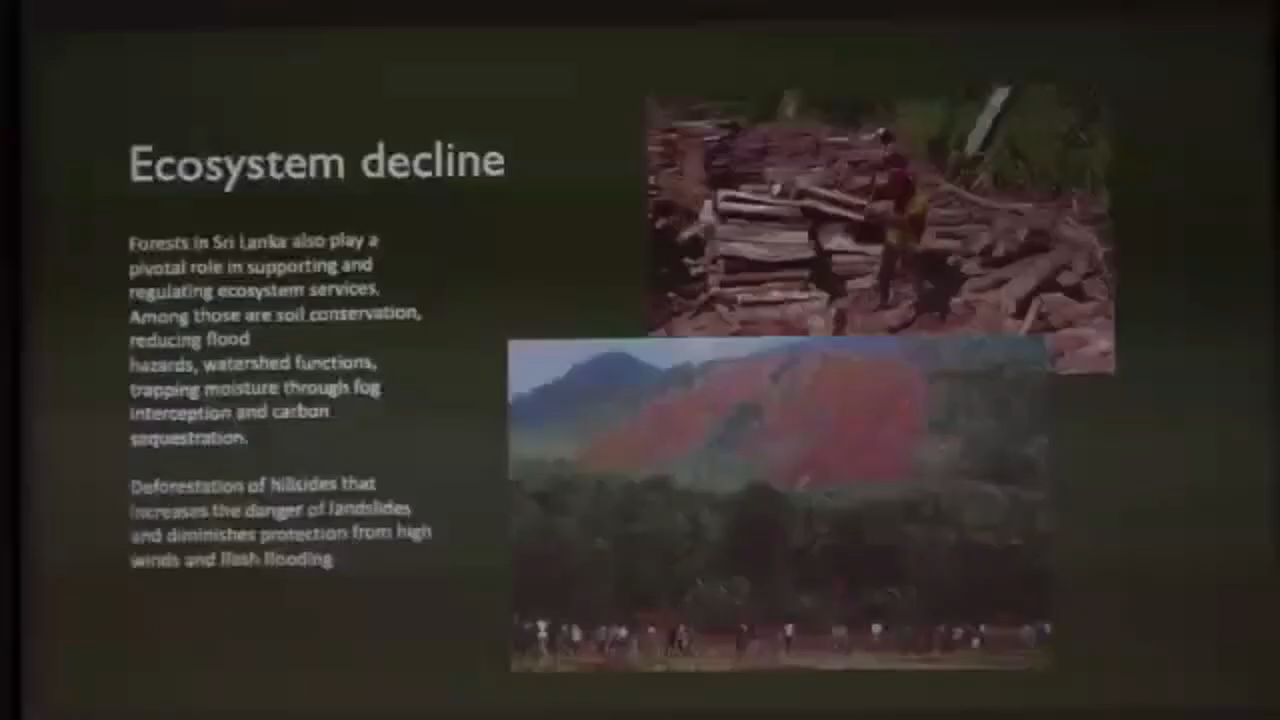 Ecosystem decline
Forests in Sri Lanka also play a
pivotal role in supporting and
regulating ecosystem services.
Among those are soil conservation,
reducing flood
hazards, watershed functions,
trapping moisture through fog
interception and carbon
sequestration.
Deforestation of hillsides that
increases the danger of landslides
and diminishes protection from high
winds and flash flooding